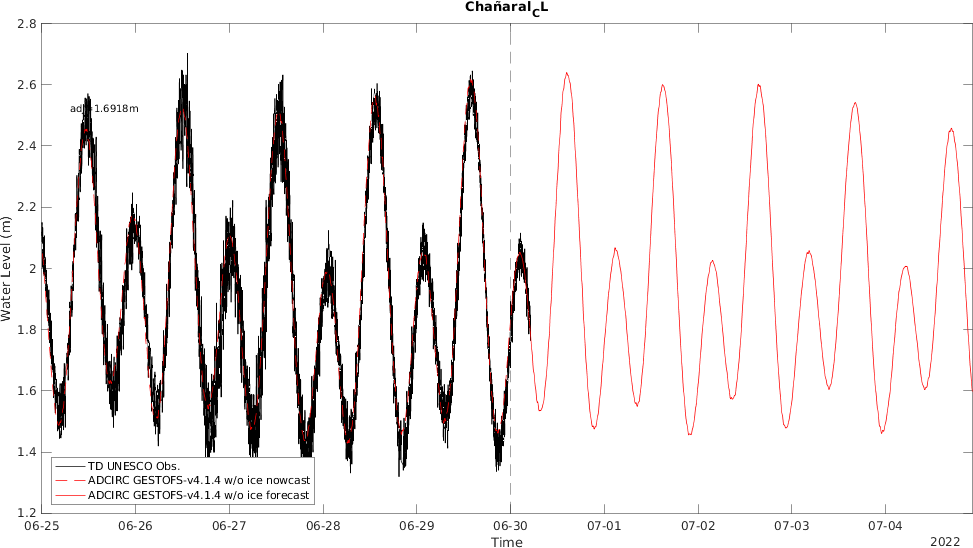 Chañaral_CL
2.8
2.6
2.4
2.2
2
1.8
1.6
1.4
1.2
Water Level (m)
1.6918m
TD UNESCO Obs.
ADCIRC GESTOFS-v4.1.4 w/o ice nowcast
ADCIRC GESTOFS-v4.1.4 w/o ice forecast
06-25 06-26 06-27 06-28 06-29 06-30 07-01 07-02 07-03 07-04
Time
2022